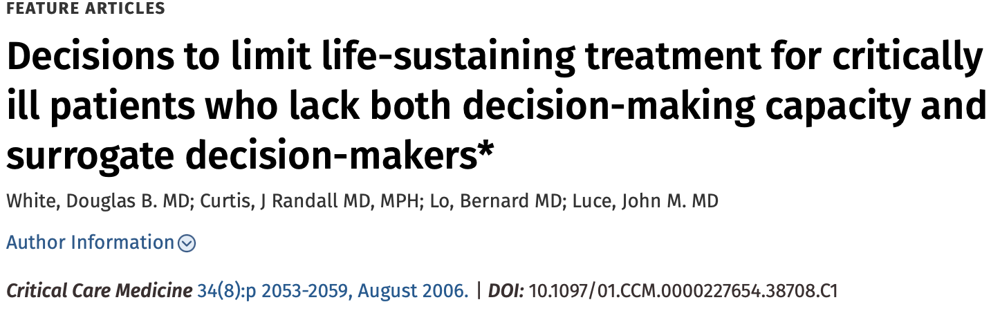 FEATURE ARTICLES
Decisions to limit life-sustaining treatment for critically
ill patients who lack both decision-making capacity and
surrogate decision-makers*
White, Douglas B. MD; Curtis, J Randall MD, MPH; Lo, Bernard MD; Luce, John M. MD
Author Information
Critical Care Medicine 34(8):p 2053-2059, August 2006. | DOI: 10.1097/01.CCM.0000227654.38708.C1